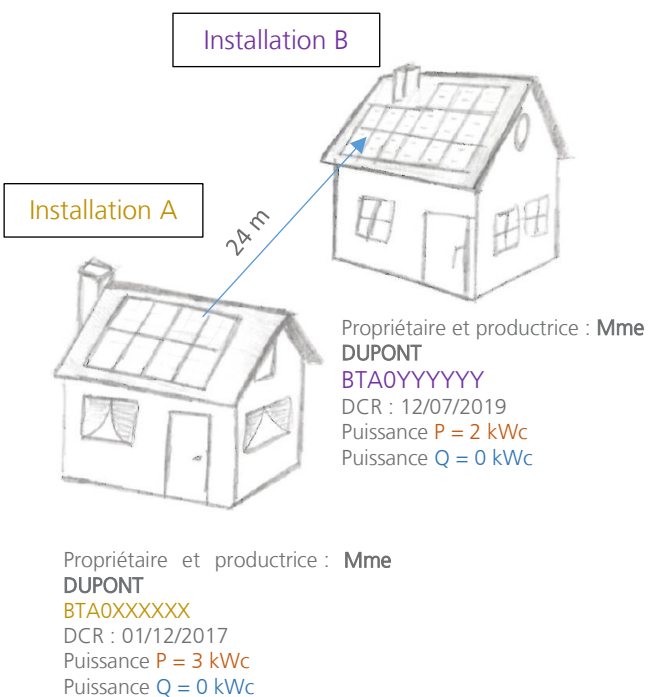 Installation B
Installation A
24 m
Propriétaire et productrice : Mme
DUPONT
BTA0YYYYYY
DCR : 12/07/2019
Puissance P = 2 kWc
Puissance Q = 0 kWc
Propriétaire et productrice : Mme
DUPONT
BTA0XXXXXX
DCR : 01/12/2017
Puissance P = 3 kWc
Puissance Q = 0 kWc